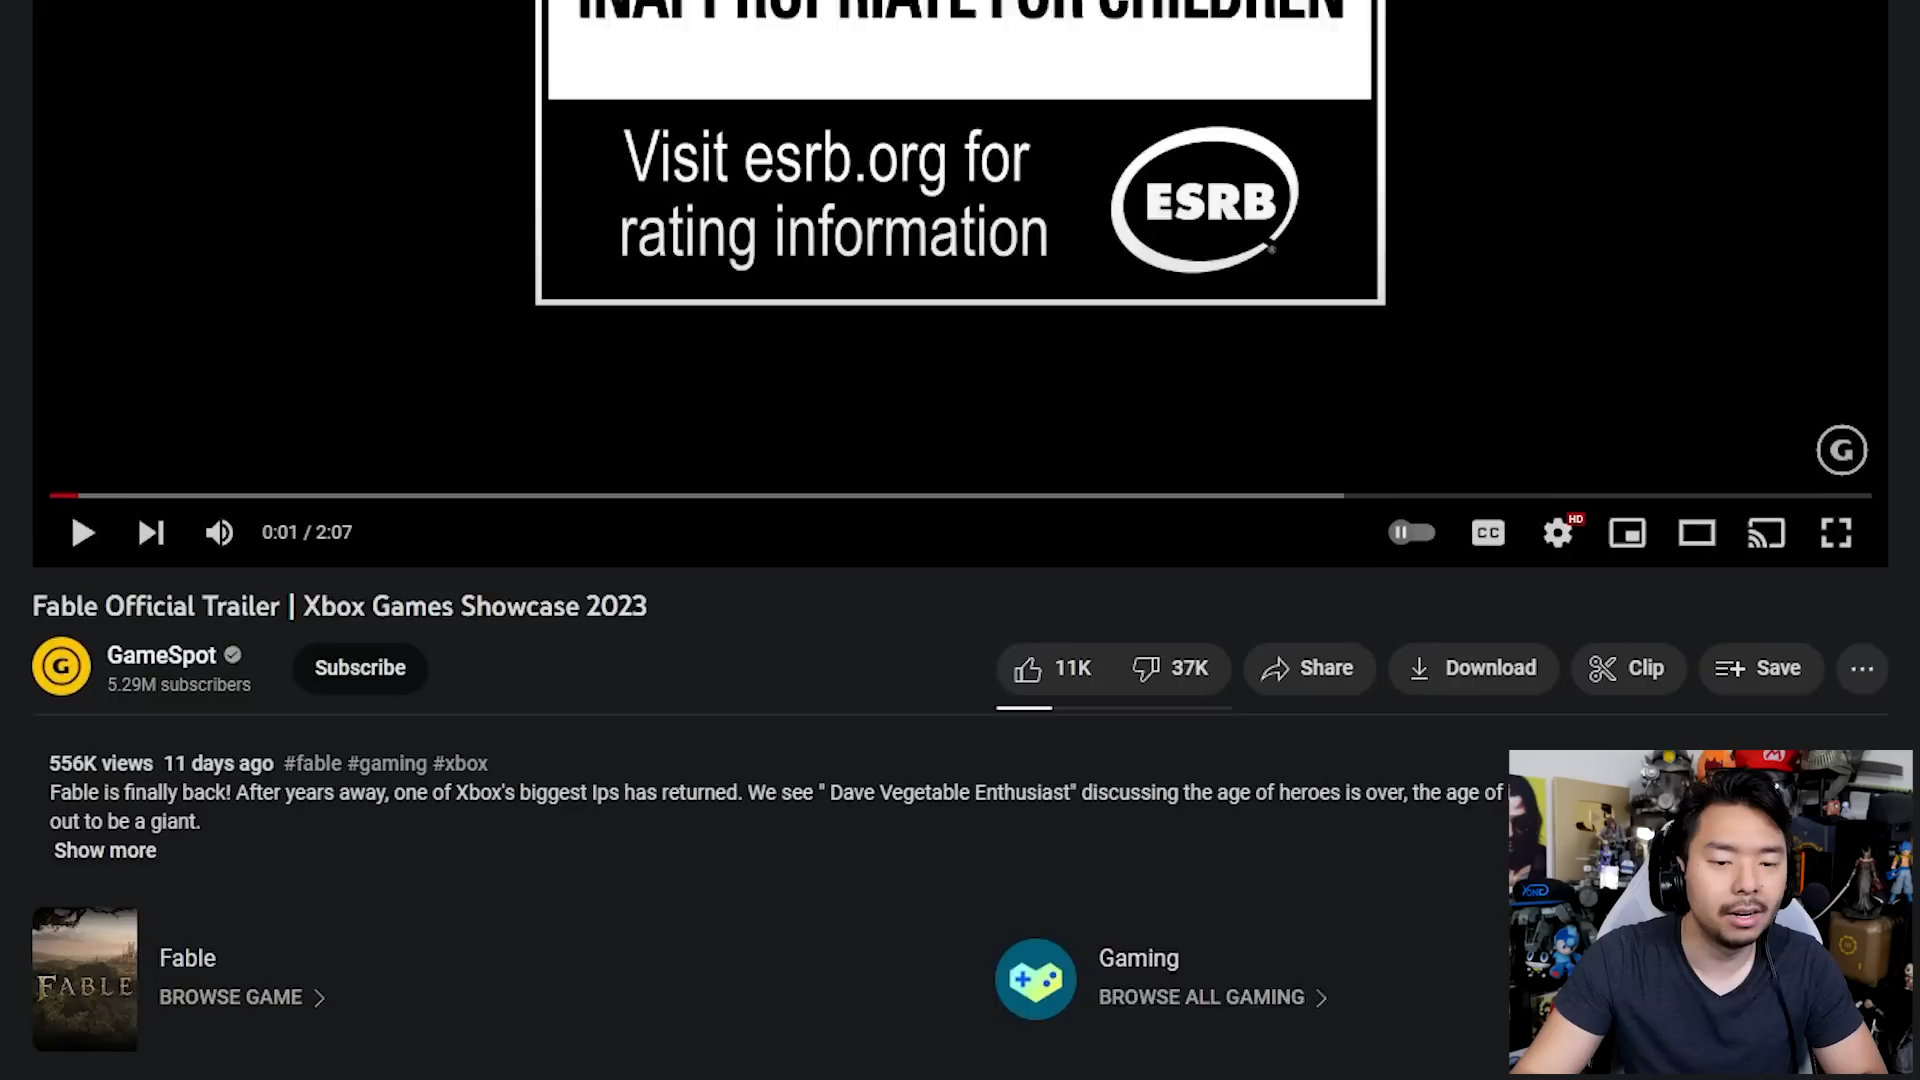 INAPPROPRIATE FOR CHILDREN
Visit esrb.org for
rating information
ESRB
G
0:01 / 2:07
CC
HD
Fable Official Trailer | Xbox Games Showcase 2023
G
GameSpot
5.29M subscribers
Subscribe
11K
37K
Share
Download
Clip
Save
556K views 11 days ago #fable #gaming #xbox
Fable is finally back! After years away, one of Xbox's biggest Ips has returned. We see " Dave Vegetable Enthusiast" discussing the age of heroes is over, the age of
out to be a giant.
Show more
FABLE
Fable
BROWSE GAME
Gaming
BROWSE ALL GAMING